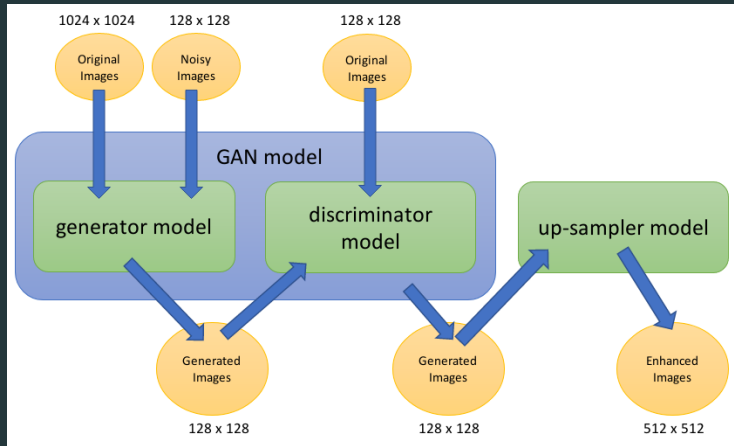 1024 x 1024
128 x 128
128 x 128
Original
Images
Noisy
Images
Original
Images
GAN model
generator model
discriminator
model
up-sampler model
Generated
Images
Generated
Images
Enhanced
Images
128 x 128
128 x 128
512 x 512